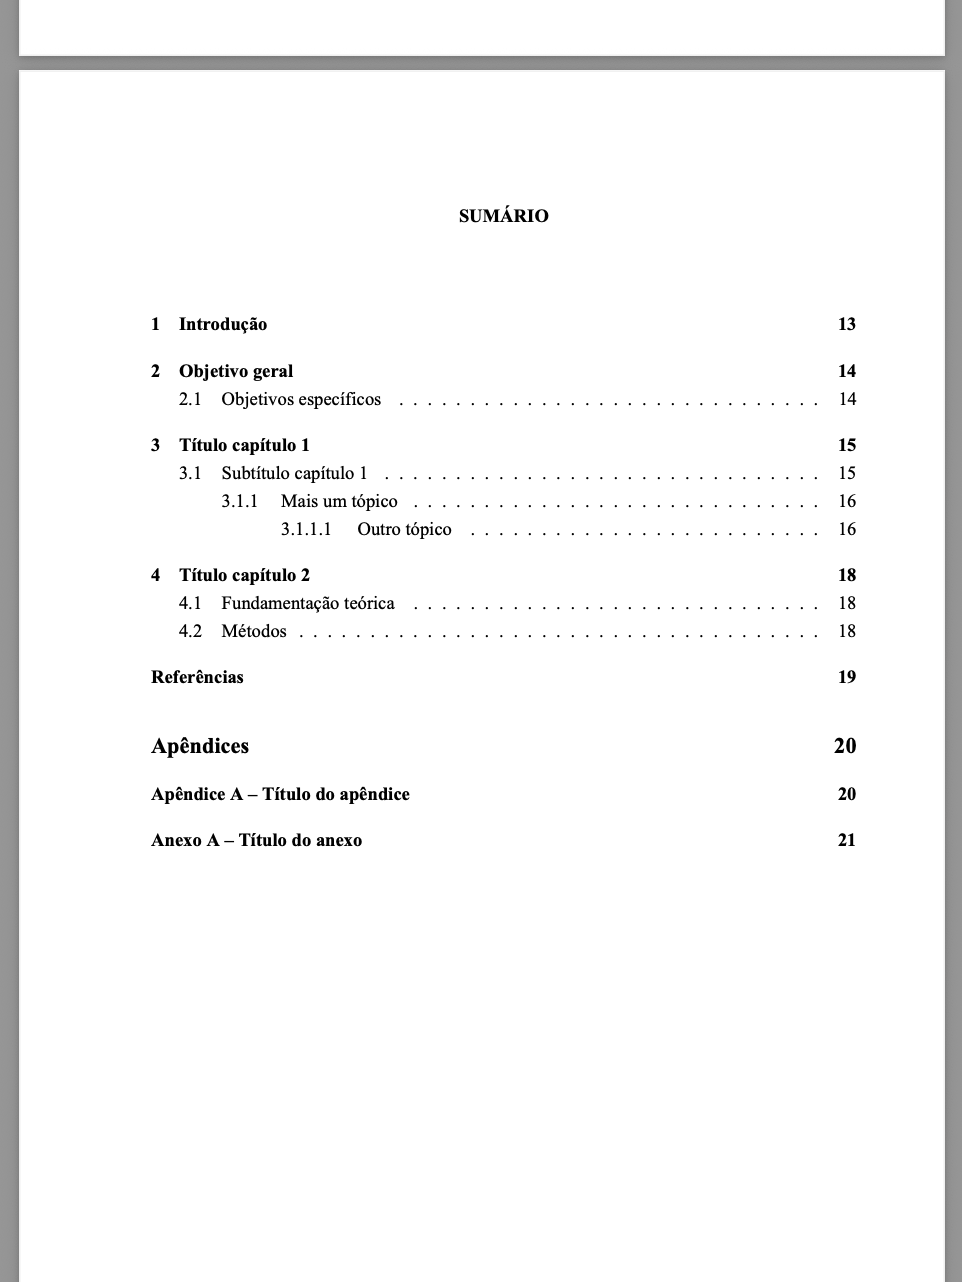 SUMÁRIO
1 Introdução 13
2 Objetivo geral 14
2.1 Objetivos específicos . . . . . . . . . . . . . . . . . . . . . . . . . . . . . . 14
3 Título capítulo 1 15
3.1 Subtítulo capítulo 1 . . . . . . . . . . . . . . . . . . . . . . . . . . . . . . . 15
3.1.1 Mais um tópico . . . . . . . . . . . . . . . . . . . . . . . . . . . . . 16
3.1.1.1 Outro tópico . . . . . . . . . . . . . . . . . . . . . . . . . 16
4 Título capítulo 2 18
4.1 Fundamentação teórica . . . . . . . . . . . . . . . . . . . . . . . . . . . . . 18
4.2 Métodos . . . . . . . . . . . . . . . . . . . . . . . . . . . . . . . . . . . . . 18
Referências 19
Apêndices 20
Apêndice A – Título do apêndice 20
Anexo A – Título do anexo 21